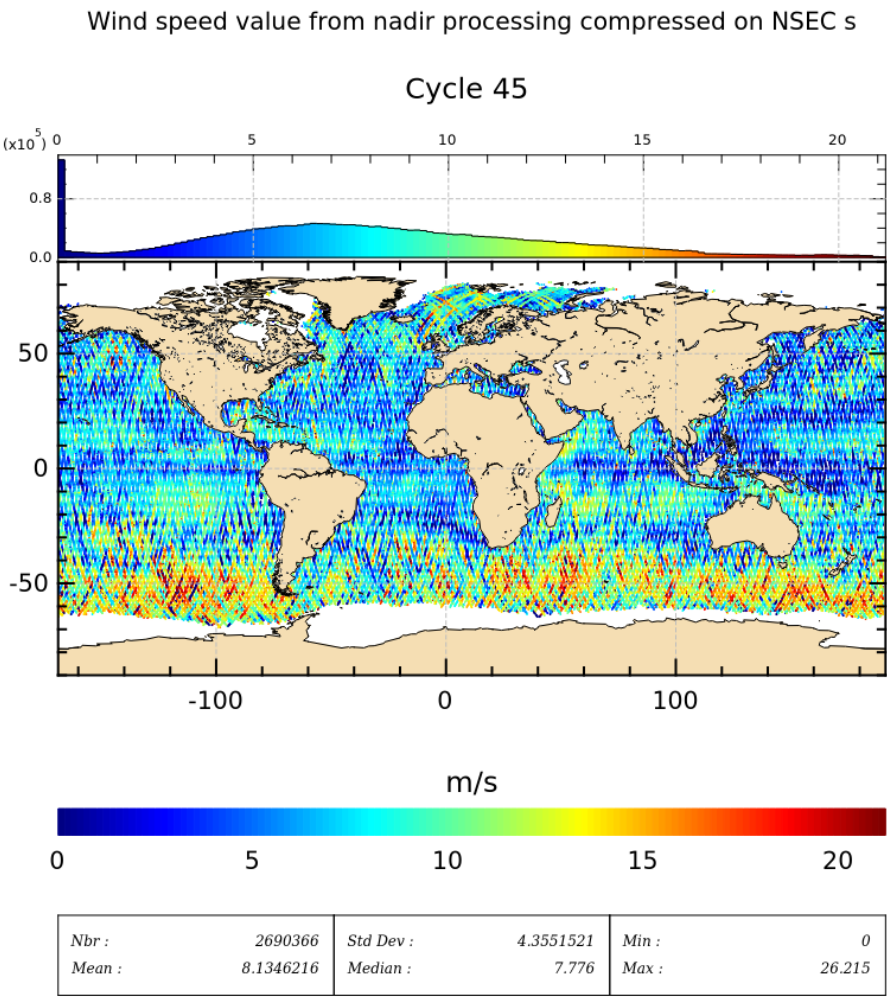 Wind speed value from nadir processing compressed on NSEC s
Cycle 45
(x10^5) 0 5 10 15 20
0.8
0.0
50
0
-50
-100 0 100
m/s
0 5 10 15 20
Nbr : 2690366 Std Dev : 4.3551521 Min : 0
Mean : 8.1346216 Median : 7.776 Max : 26.215